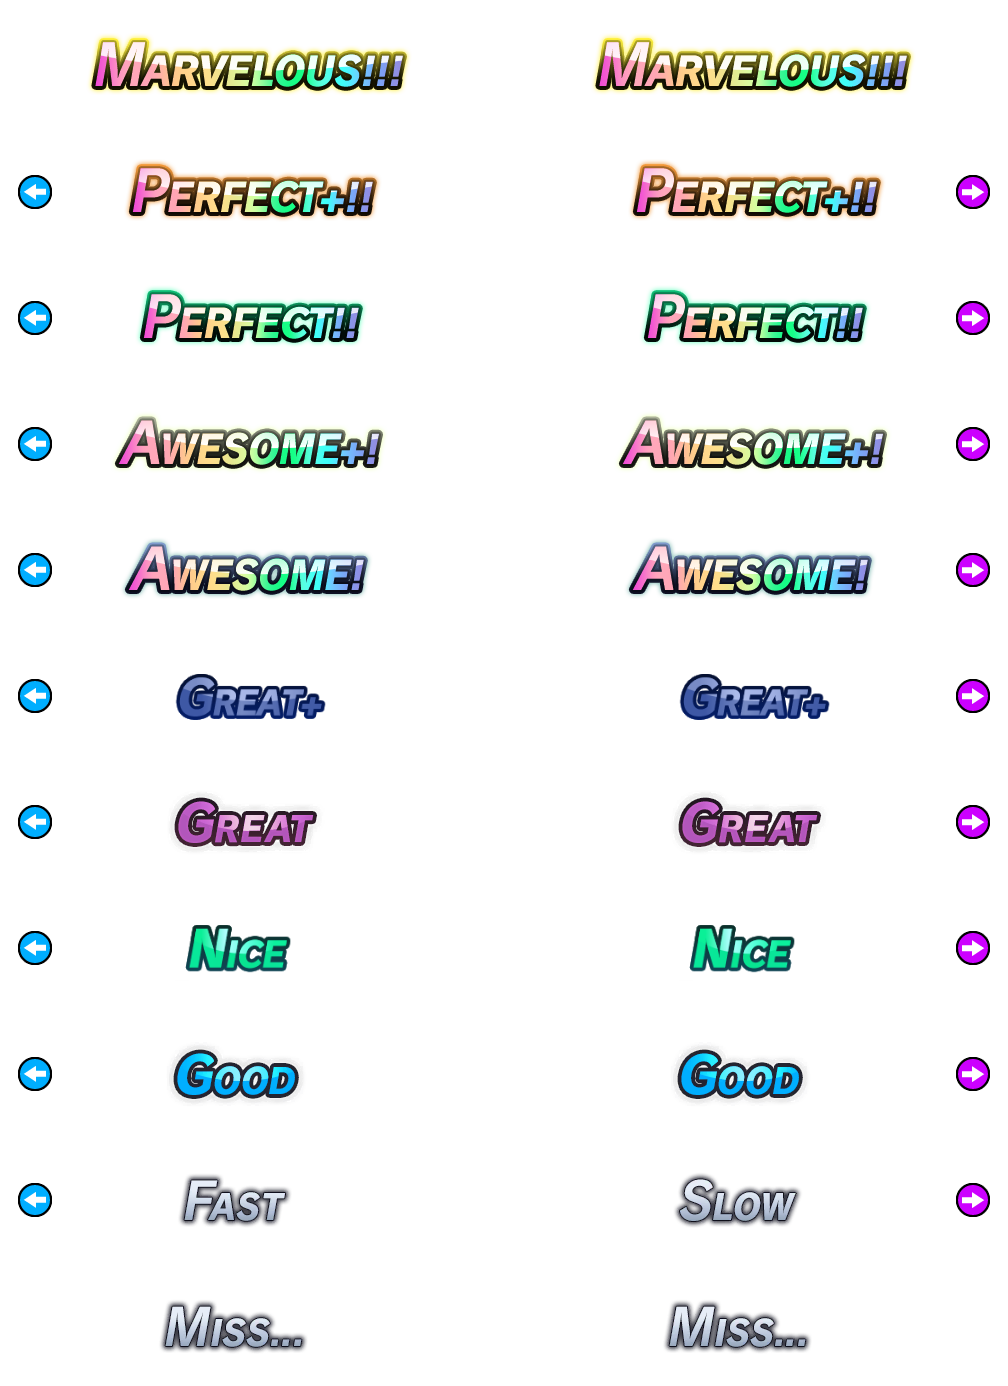 MARVELOUS!!! MARVELOUS!!!
PERFECT+!! PERFECT+!!
PERFECT!! PERFECT!!
AWESOME+! AWESOME+!
AWESOME! AWESOME!
GREAT+ GREAT+
GREAT GREAT
NICE NICE
GOOD GOOD
FAST SLOW
MISS... MISS...